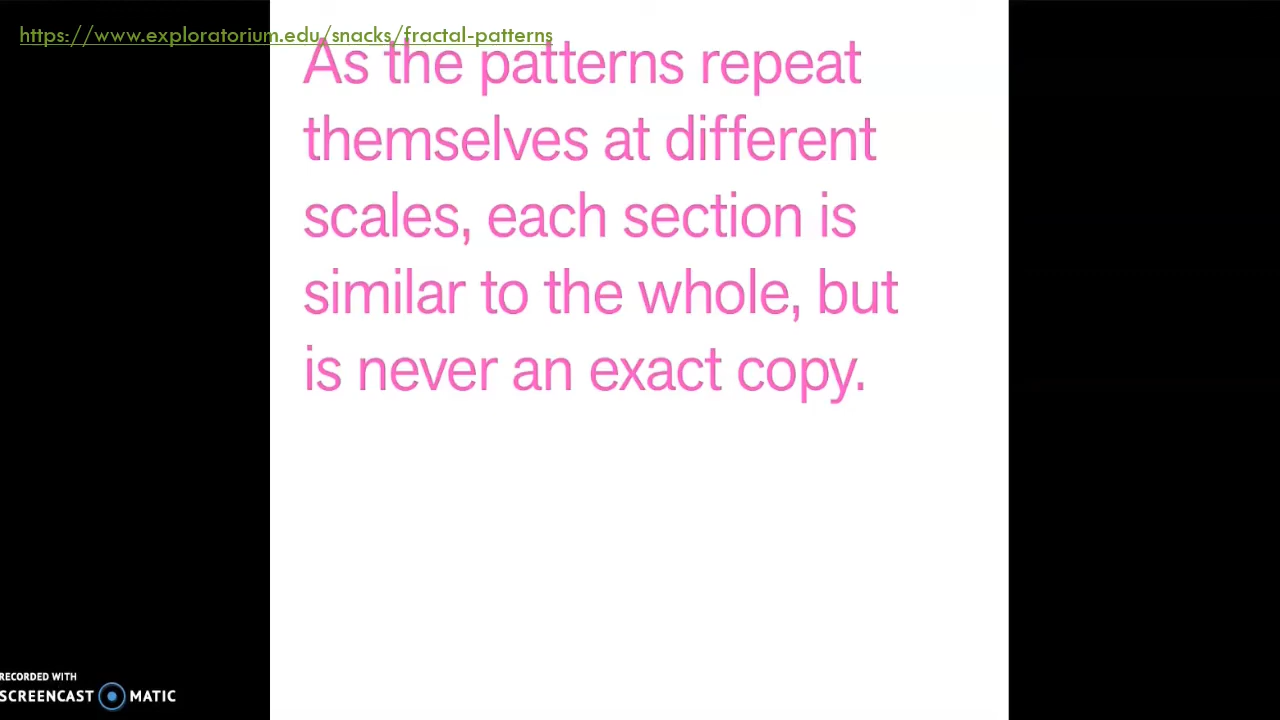 https://www.exploratorium.edu/snacks/fractal-patterns
As the patterns repeat
themselves at different
scales, each section is
similar to the whole, but
is never an exact copy.
RECORDED WITH
SCREENCAST MATIC